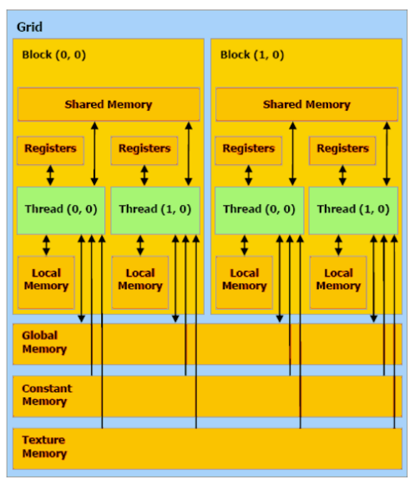 Grid
Block (0, 0)
Block (1, 0)
Shared Memory
Shared Memory
Registers
Registers
Registers
Registers
Thread (0, 0)
Thread (1, 0)
Thread (0, 0)
Thread (1, 0)
Local
Memory
Local
Memory
Local
Memory
Local
Memory
Global
Memory
Constant
Memory
Texture
Memory